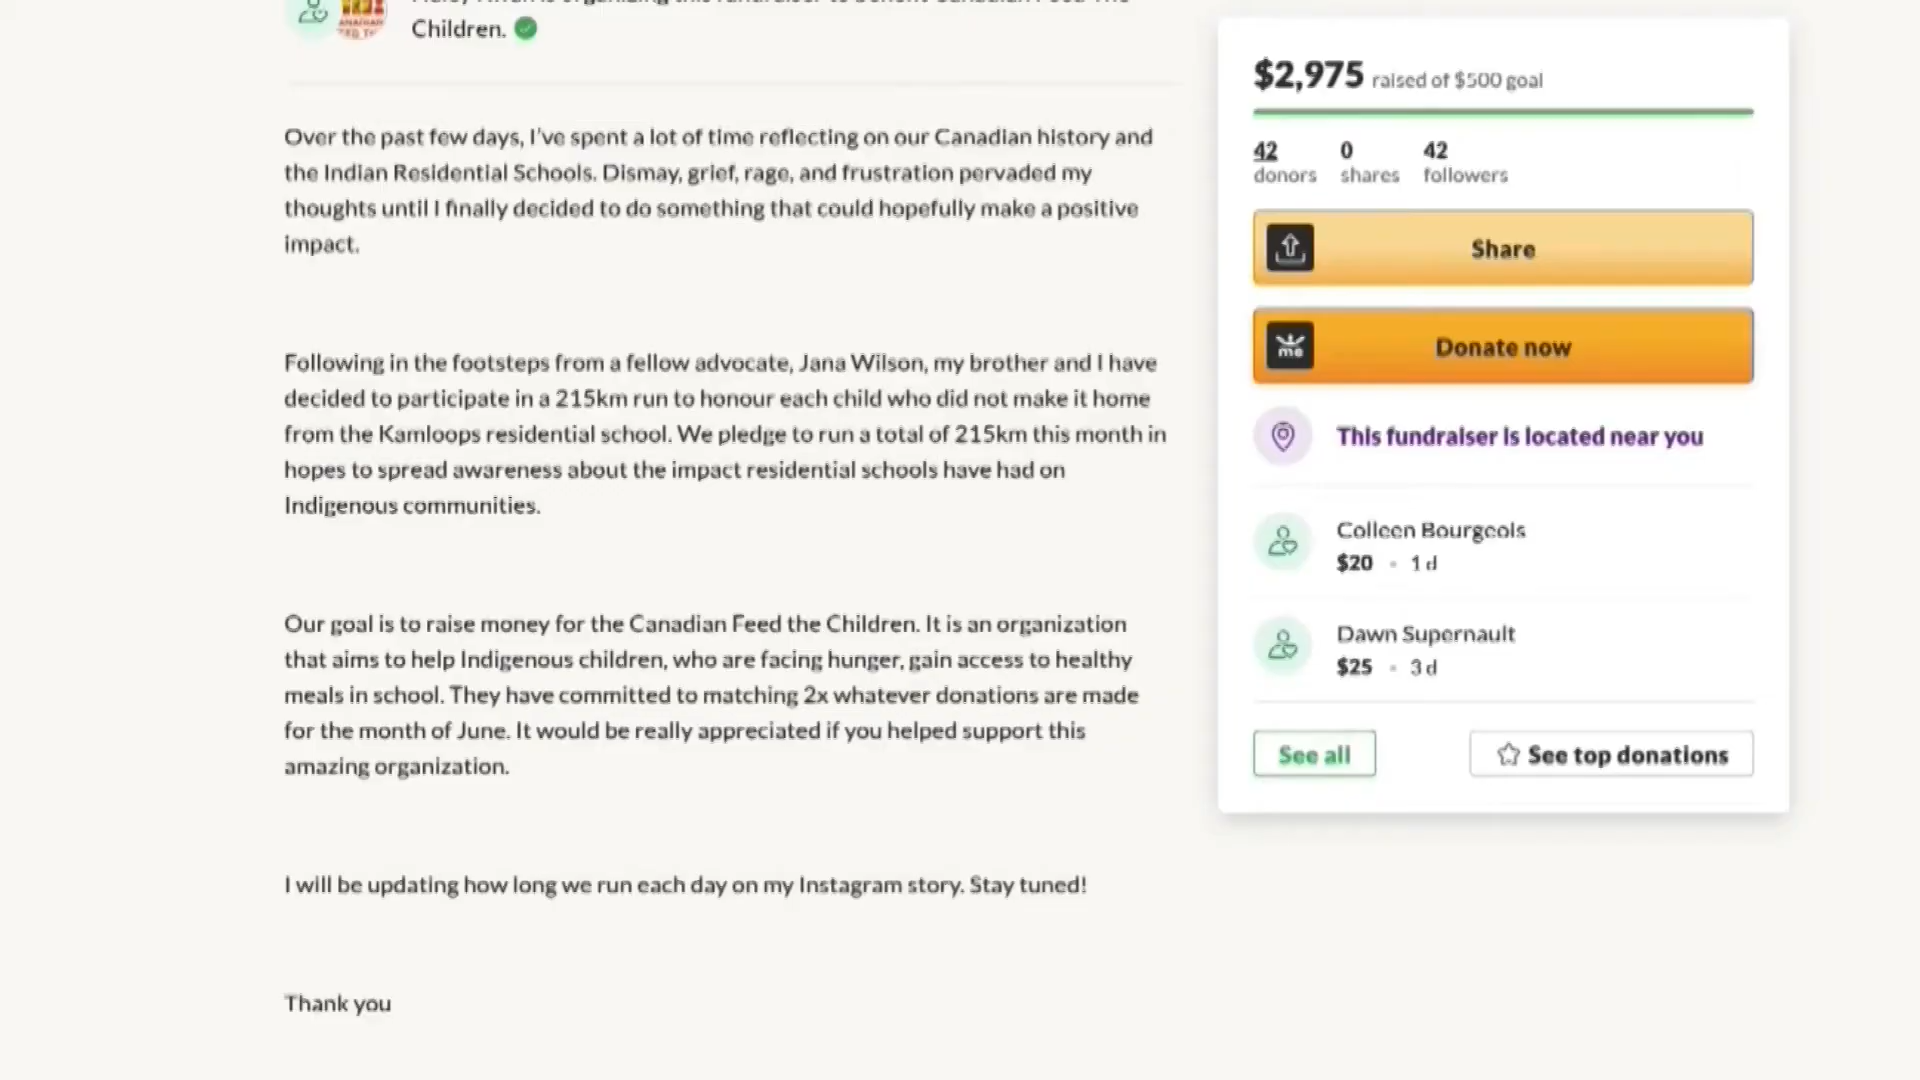 Children.
Over the past few days, I've spent a lot of time reflecting on our Canadian history and
the Indian Residential Schools. Dismay, grief, rage, and frustration pervaded my
thoughts until I finally decided to do something that could hopefully make a positive
impact.
Following in the footsteps from a fellow advocate, Jana Wilson, my brother and I have
decided to participate in a 215km run to honour each child who did not make it home
from the Kamloops residential school. We pledge to run a total of 215km this month in
hopes to spread awareness about the impact residential schools have had on
Indigenous communities.
Our goal is to raise money for the Canadian Feed the Children. It is an organization
that aims to help Indigenous children, who are facing hunger, gain access to healthy
meals in school. They have committed to matching 2x whatever donations are made
for the month of June. It would be really appreciated if you helped support this
amazing organization.
I will be updating how long we run each day on my Instagram story. Stay tuned!
Thank you
$2,975 raised of $500 goal
42 0 42
donors shares followers
Share
me Donate now
This fundraiser is located near you
Colleen Bourgeois
$20 • 1 d
Dawn Supernault
$25 • 3 d
See all See top donations